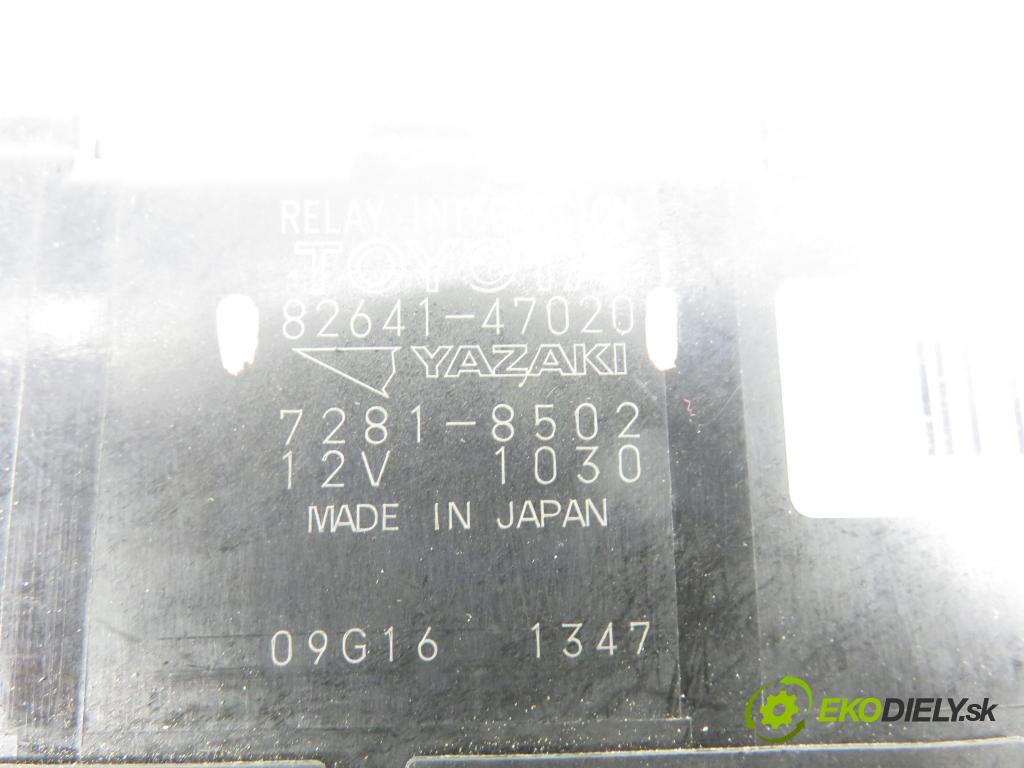 RELAY INTEGRATION
TOYOTA
82641-47020
YAZAKI
7281-8502
12V 1030
MADE IN JAPAN
09G16 1347
EKODIELY.sk